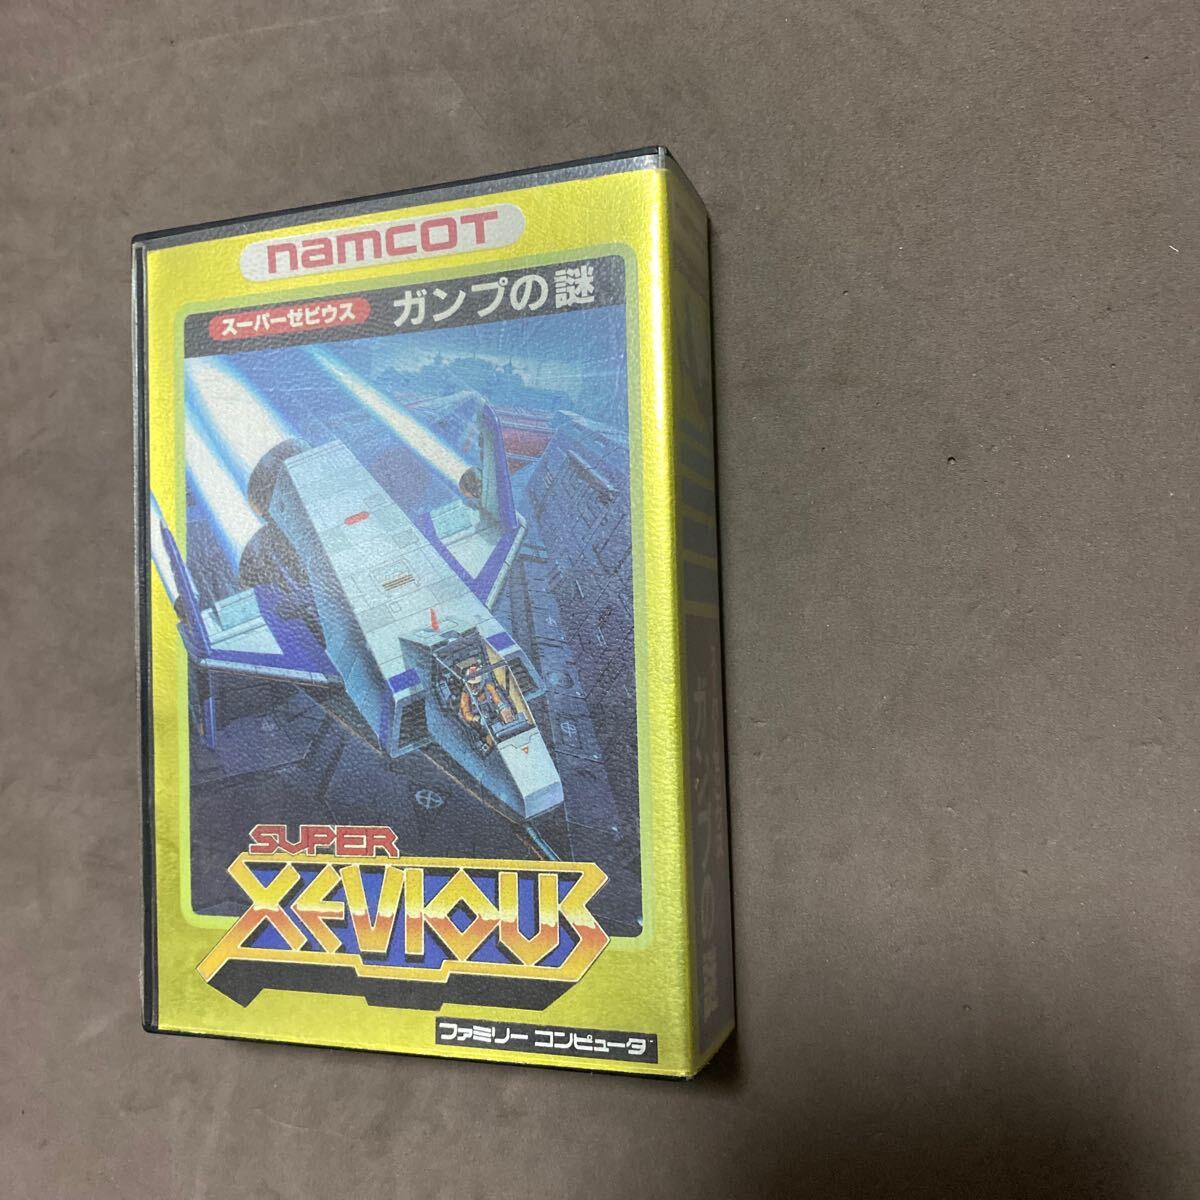 namcot
スーパーゼビウス
ガンプの謎
SUPER
XEVIOUS
ファミリー コンピュータ